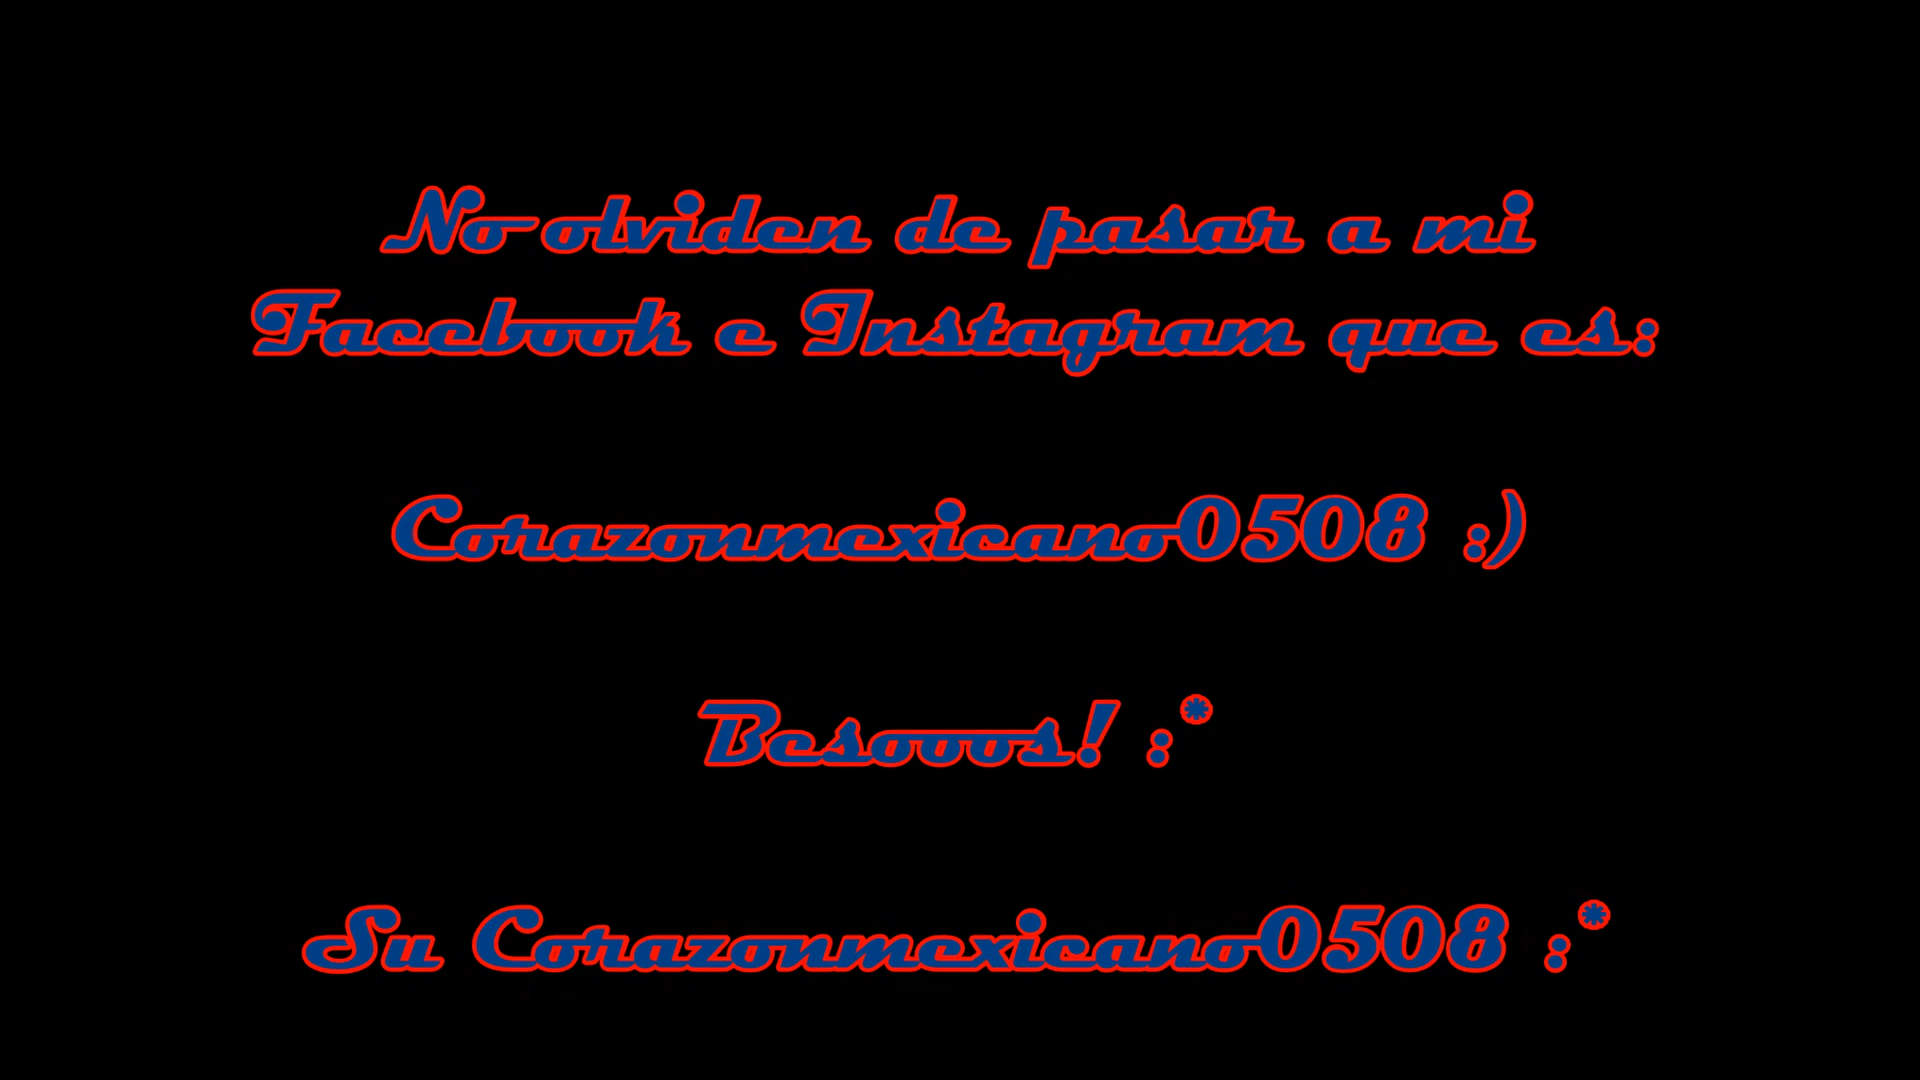 No olviden de pasar a mi
Facebook e Instagram que es:
Corazonmexicano0508 :)
Besooos! :*
Su Corazonmexicano0508 :*